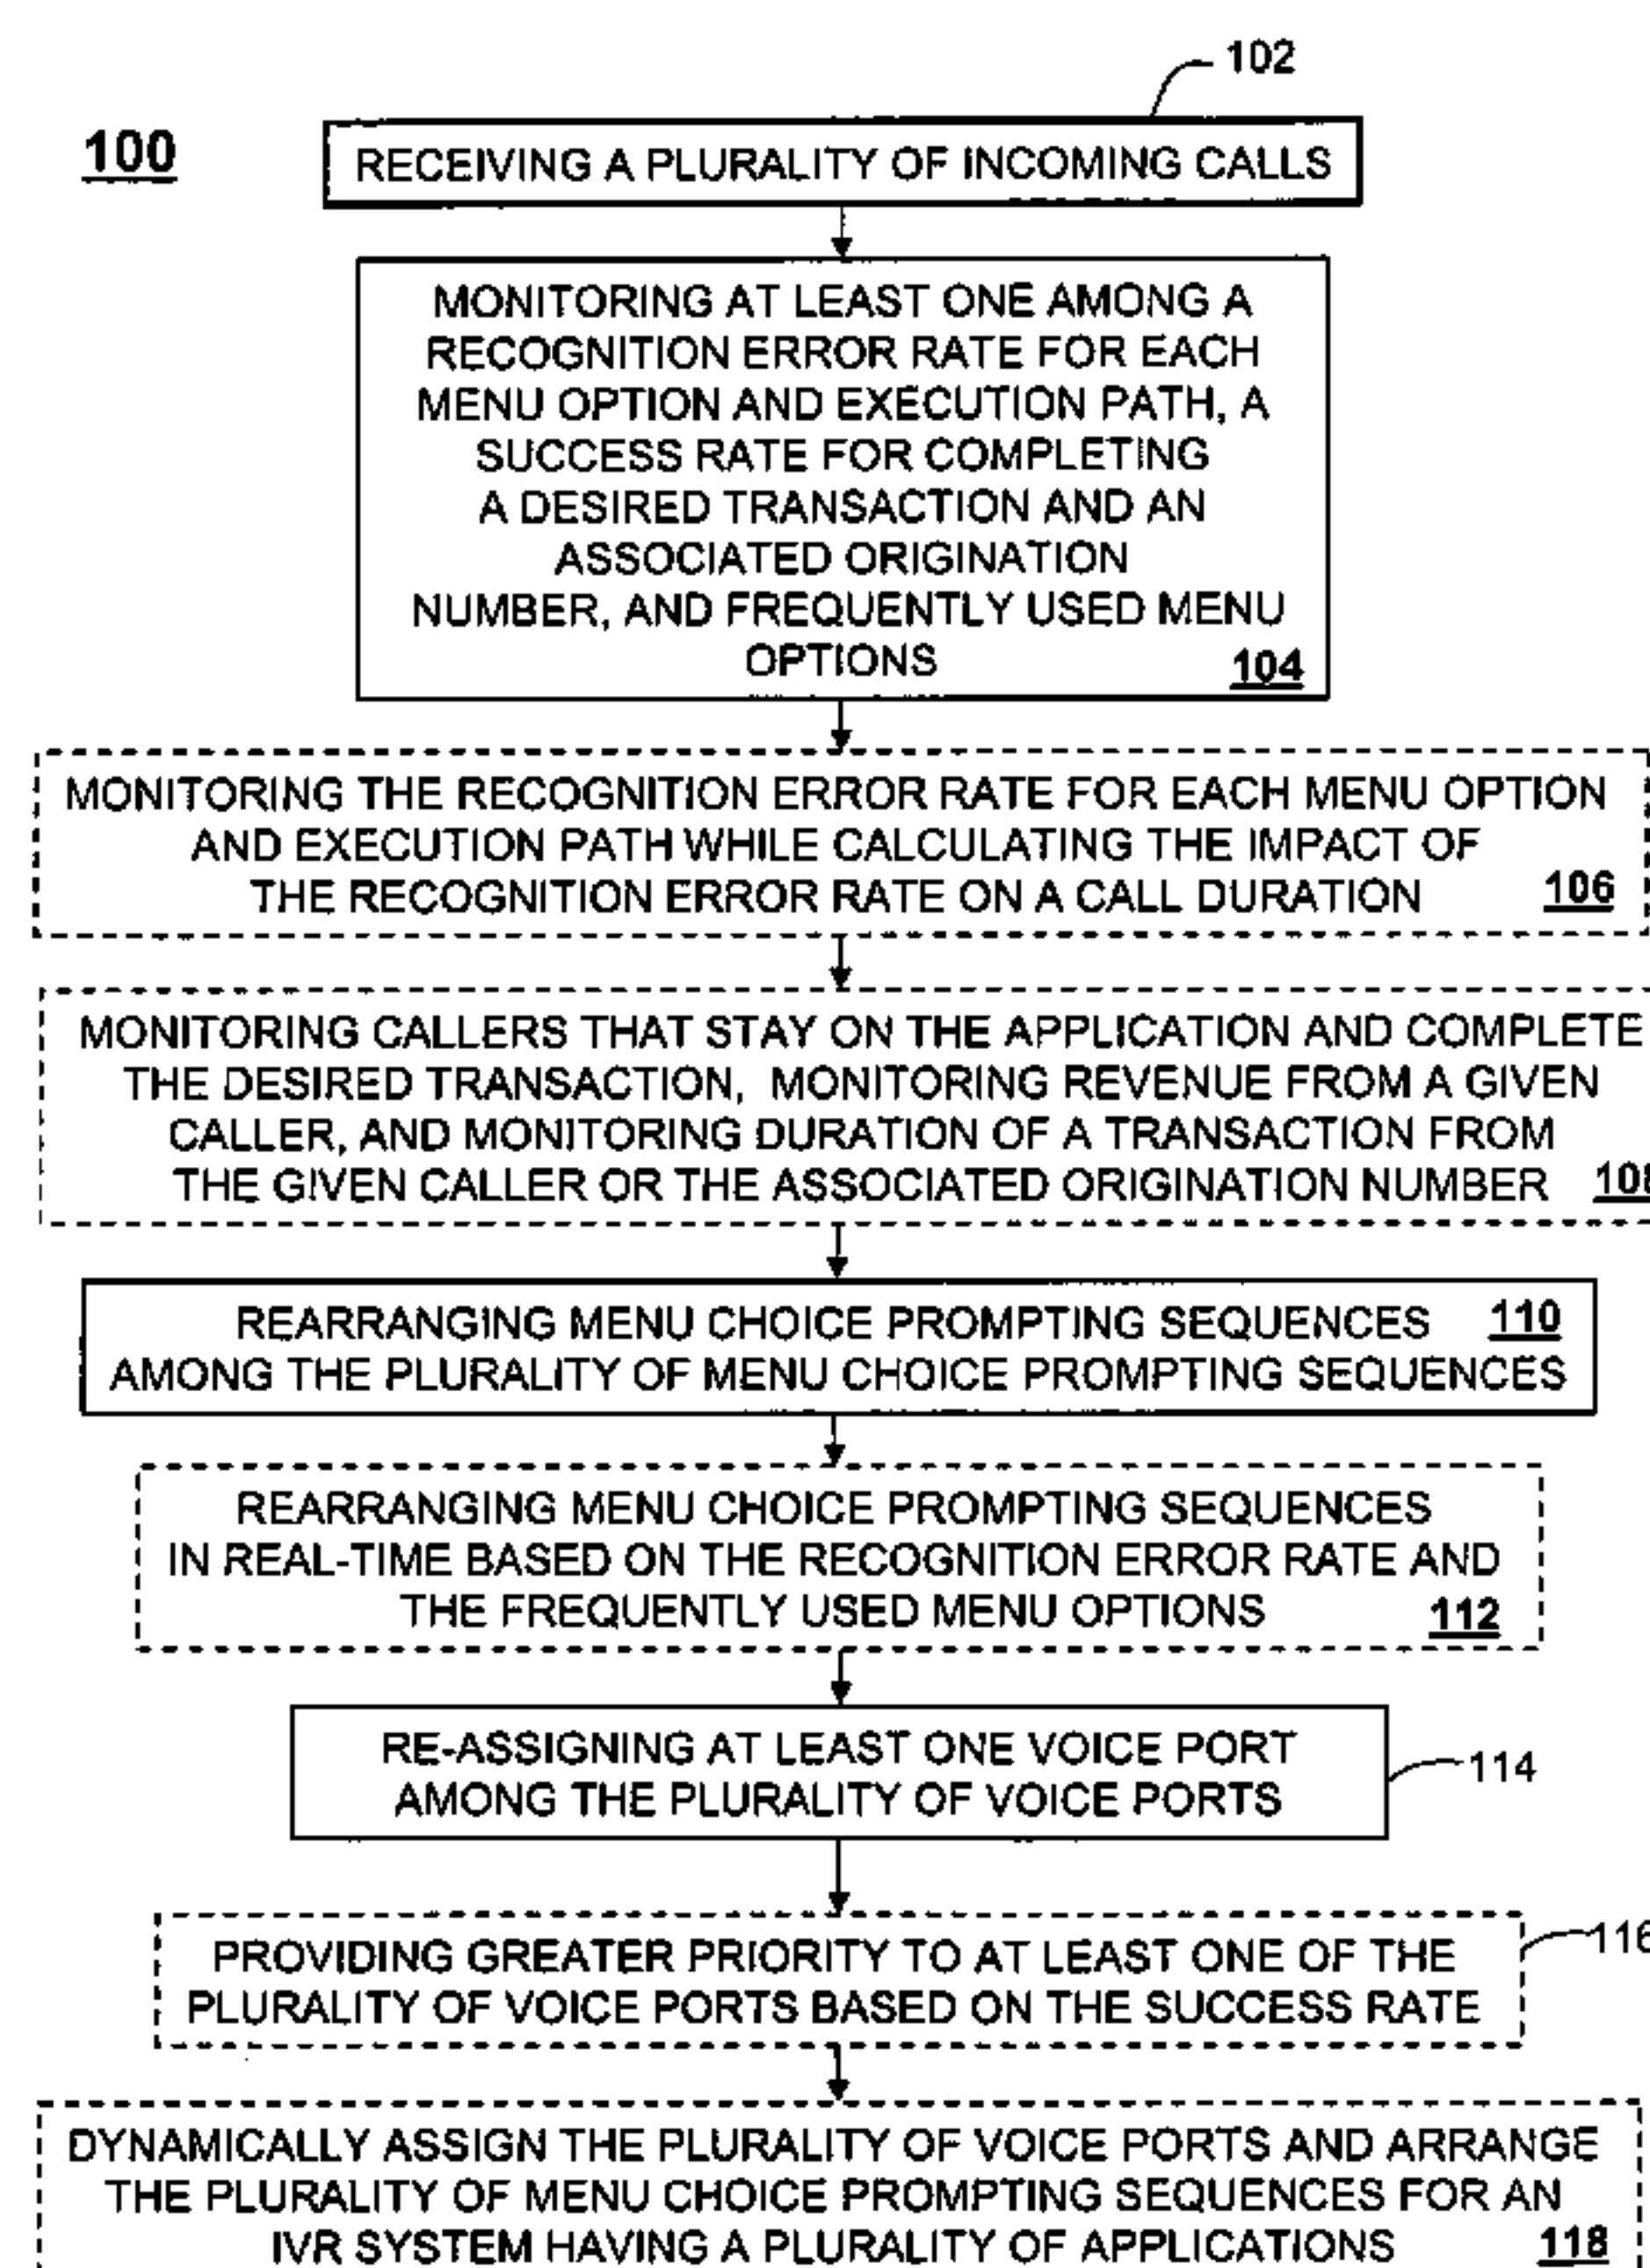 102
100
RECEIVING A PLURALITY OF INCOMING CALLS
MONITORING AT LEAST ONE AMONG A
RECOGNITION ERROR RATE FOR EACH
MENU OPTION AND EXECUTION PATH, A
SUCCESS RATE FOR COMPLETING
A DESIRED TRANSACTION AND AN
ASSOCIATED ORIGINATION
NUMBER, AND FREQUENTLY USED MENU
OPTIONS 104
MONITORING THE RECOGNITION ERROR RATE FOR EACH MENU OPTION
AND EXECUTION PATH WHILE CALCULATING THE IMPACT OF
THE RECOGNITION ERROR RATE ON A CALL DURATION 106
MONITORING CALLERS THAT STAY ON THE APPLICATION AND COMPLETE
THE DESIRED TRANSACTION, MONITORING REVENUE FROM A GIVEN
CALLER, AND MONITORING DURATION OF A TRANSACTION FROM
THE GIVEN CALLER OR THE ASSOCIATED ORIGINATION NUMBER 108
REARRANGING MENU CHOICE PROMPTING SEQUENCES 110
AMONG THE PLURALITY OF MENU CHOICE PROMPTING SEQUENCES
REARRANGING MENU CHOICE PROMPTING SEQUENCES
IN REAL-TIME BASED ON THE RECOGNITION ERROR RATE AND
THE FREQUENTLY USED MENU OPTIONS 112
RE-ASSIGNING AT LEAST ONE VOICE PORT
AMONG THE PLURALITY OF VOICE PORTS
114
PROVIDING GREATER PRIORITY TO AT LEAST ONE OF THE
PLURALITY OF VOICE PORTS BASED ON THE SUCCESS RATE
116
DYNAMICALLY ASSIGN THE PLURALITY OF VOICE PORTS AND ARRANGE
THE PLURALITY OF MENU CHOICE PROMPTING SEQUENCES FOR AN
IVR SYSTEM HAVING A PLURALITY OF APPLICATIONS 118